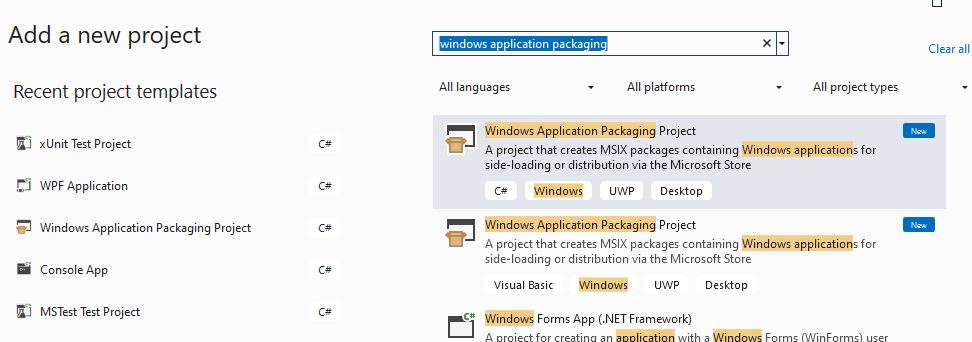 Add a new project
windows application packaging
Clear all
Recent project templates
All languages
All platforms
All project types
xUnit Test Project
C#
WPF Application
C#
Windows Application Packaging Project
C#
Console App
C#
MSTest Test Project
C#
Windows Application Packaging Project
New
A project that creates MSIX packages containing Windows applications for
side-loading or distribution via the Microsoft Store
C#
Windows
UWP
Desktop
Windows Application Packaging Project
New
A project that creates MSIX packages containing Windows applications for
side-loading or distribution via the Microsoft Store
Visual Basic
Windows
UWP
Desktop
Windows Forms App (.NET Framework)
A project for creating an application with a Windows Forms (WinForms) user